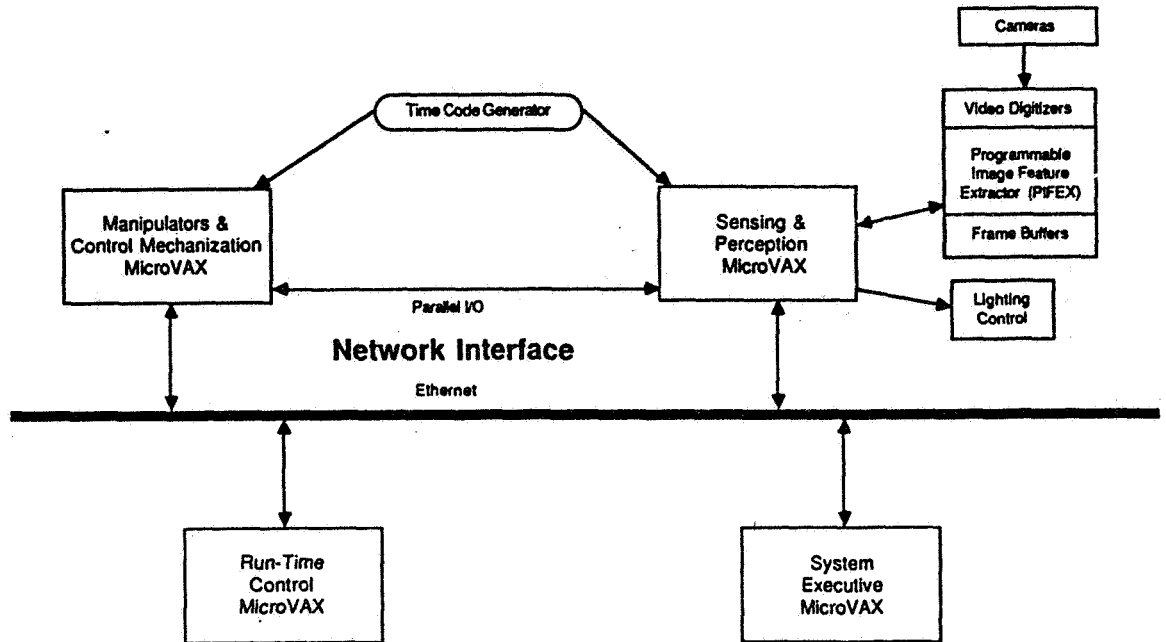 Cameras
Time Code Generator
Video Digitizers
Programmable
Image Feature
Extractor (PIFEX)
Frame Buffers
Manipulators &
Control Mechanization
MicroVAX
Sensing &
Perception
MicroVAX
Lighting
Control
Parallel I/O
Network Interface
Ethernet
Run-Time
Control
MicroVAX
System
Executive
MicroVAX